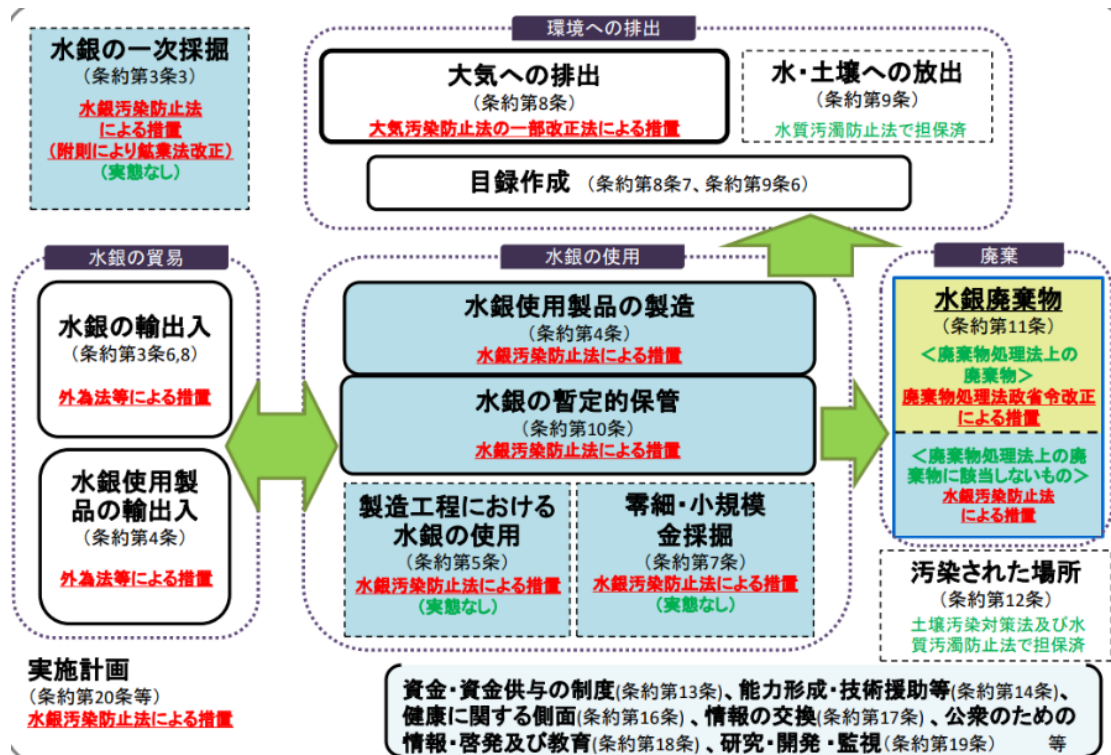 水銀の一次採掘
(条約第3条3)
水銀汚染防止法
による措置
(附則により鉱業法改正)
(実態なし)
環境への排出
大気への排出
(条約第8条)
大気汚染防止法の一部改正法による措置
水・土壌への放出
(条約第9条)
水質汚濁防止法で担保済
目録作成 (条約第8条7、条約第9条6)
水銀の貿易
水銀の輸出入
(条約第3条6,8)
外為法等による措置
水銀使用製
品の輸出入
(条約第4条)
外為法等による措置
水銀の使用
水銀使用製品の製造
(条約第4条)
水銀汚染防止法による措置
水銀の暫定的保管
(条約第10条)
水銀汚染防止法による措置
製造工程における
水銀の使用
(条約第5条)
水銀汚染防止法による措置
(実態なし)
零細・小規模
金採掘
(条約第7条)
水銀汚染防止法による措置
(実態なし)
廃棄
水銀廃棄物
(条約第11条)
<廃棄物処理法上の
廃棄物>
廃棄物処理法政省令改正
による措置
<廃棄物処理法上の廃
棄物に該当しないもの>
水銀汚染防止法
による措置
汚染された場所
(条約第12条)
土壌汚染対策法及び水
質汚濁防止法で担保済
実施計画
(条約第20条等)
水銀汚染防止法による措置
資金・資金供与の制度(条約第13条)、能力形成・技術援助等(条約第14条)、
健康に関する側面(条約第16条)、情報の交換(条約第17条)、公衆のための
情報・啓発及び教育(条約第18条)、研究・開発・監視(条約第19条) 等